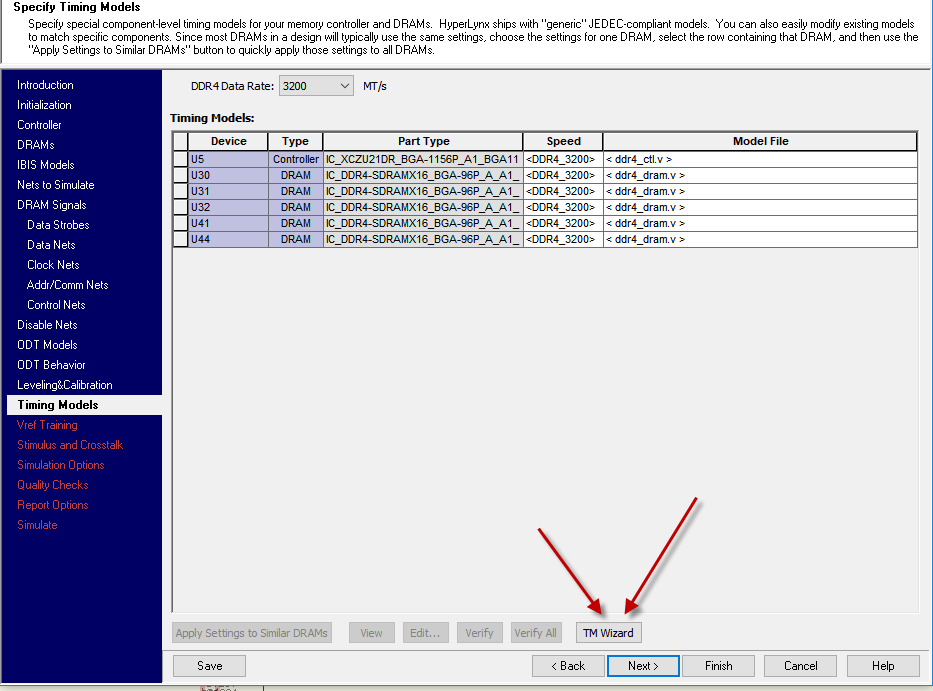 Specify Timing Models
Specify special component-level timing models for your memory controller and DRAMs. HyperLynx ships with "generic" JEDEC-compliant models. You can also easily modify existing models
to match specific components. Since most DRAMs in a design will typically use the same settings, choose the settings for one DRAM, select the row containing that DRAM, and then use the
"Apply Settings to Similar DRAMs" button to quickly apply those settings to all DRAMs.
Introduction
Initialization
Controller
DRAMs
IBIS Models
Nets to Simulate
DRAM Signals
Data Strobes
Data Nets
Clock Nets
Addr/Comm Nets
Control Nets
Disable Nets
ODT Models
ODT Behavior
Leveling&Calibration
Timing Models
Vref Training
Stimulus and Crosstalk
Simulation Options
Quality Checks
Report Options
Simulate
DDR4 Data Rate: 3200 MT/s
Timing Models:
Device Type Part Type Speed Model File
U5 Controller IC_XCZU21DR_BGA-1156P_A1_BGA11 <DDR4_3200> < ddr4_ctl.v >
U30 DRAM IC_DDR4-SDRAMX16_BGA-96P_A_A1_ <DDR4_3200> < ddr4_dram.v >
U31 DRAM IC_DDR4-SDRAMX16_BGA-96P_A_A1_ <DDR4_3200> < ddr4_dram.v >
U32 DRAM IC_DDR4-SDRAMX16_BGA-96P_A_A1_ <DDR4_3200> < ddr4_dram.v >
U41 DRAM IC_DDR4-SDRAMX16_BGA-96P_A_A1_ <DDR4_3200> < ddr4_dram.v >
U44 DRAM IC_DDR4-SDRAMX16_BGA-96P_A_A1_ <DDR4_3200> < ddr4_dram.v >
Apply Settings to Similar DRAMs View Edit... Verify Verify All TM Wizard
Save < Back Next > Finish Cancel Help